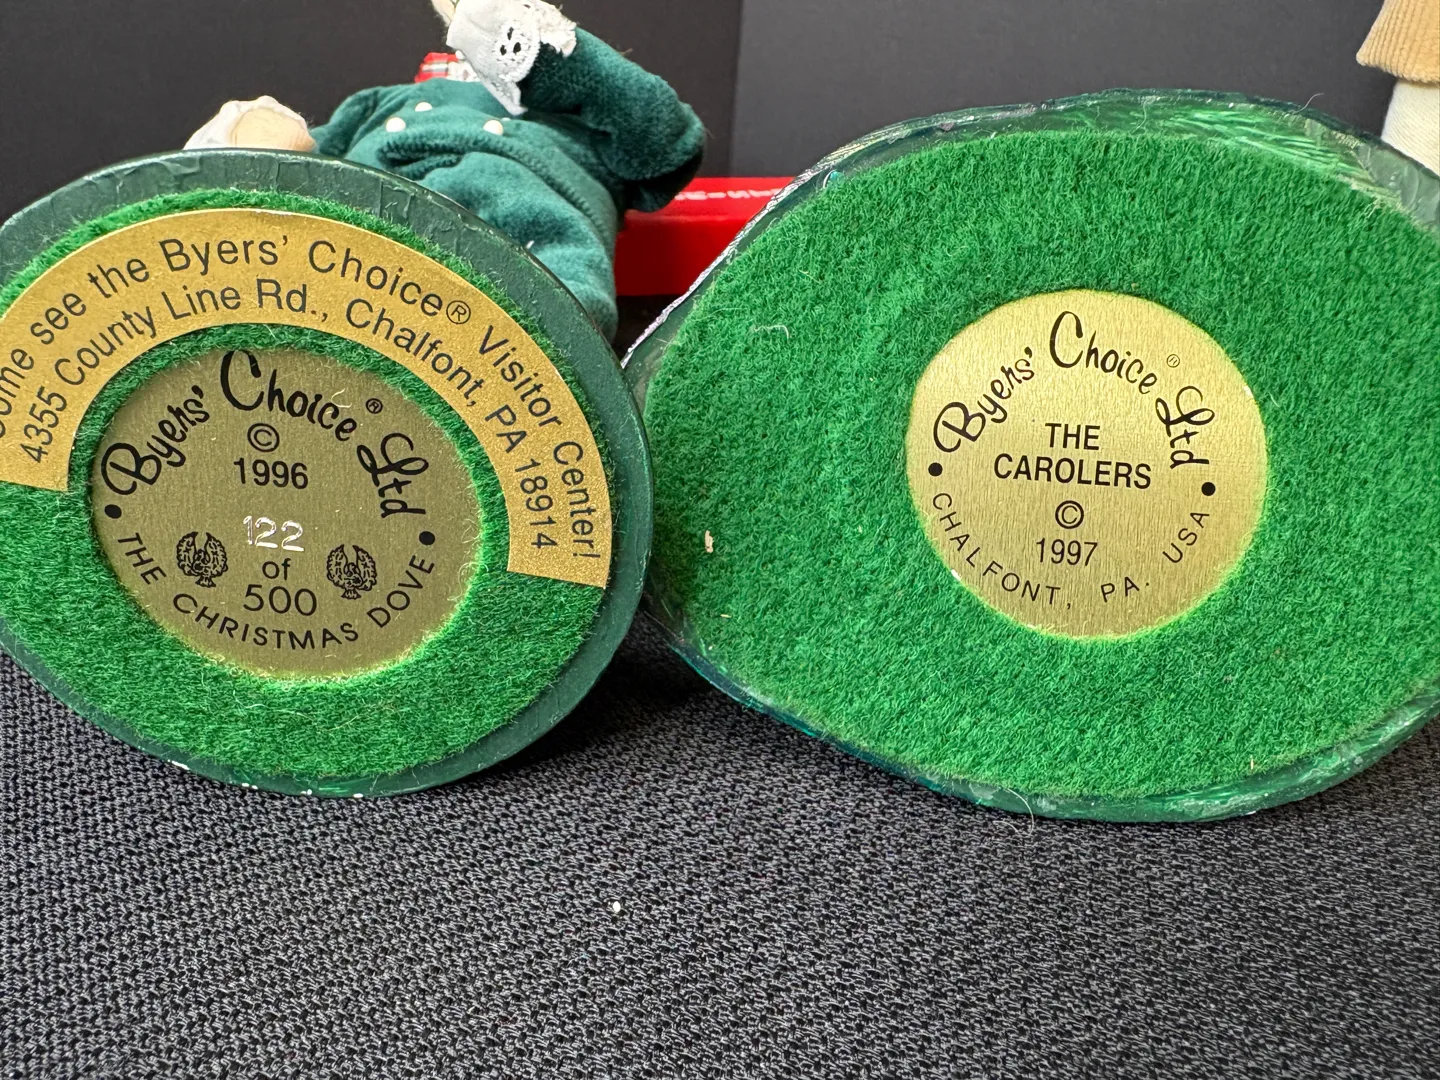 see the Byers' Choice® Visitor Center!
4355 County Line Rd., Chalfont, PA 18914
Byers' Choice® Ltd
©
1996
122
of
500
• THE CHRISTMAS DOVE •
Byers' Choice® Ltd
THE
CAROLERS
©
1997
• CHALFONT, PA. USA •